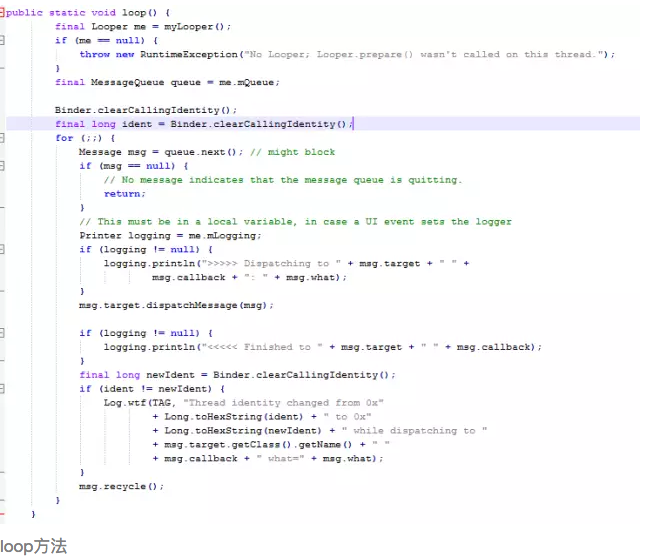 public static void loop() {
final Looper me = myLooper();
if (me == null) {
throw new RuntimeException("No Looper; Looper.prepare() wasn't called on this thread.");
}
final MessageQueue queue = me.mQueue;
Binder.clearCallingIdentity();
final long ident = Binder.clearCallingIdentity();
for (;;) {
Message msg = queue.next(); // might block
if (msg == null) {
// No message indicates that the message queue is quitting.
return;
}
// This must be in a local variable, in case a UI event sets the logger
Printer logging = me.mLogging;
if (logging != null) {
logging.println(">>>>> Dispatching to " + msg.target + " " +
msg.callback + ": " + msg.what);
}
msg.target.dispatchMessage(msg);
if (logging != null) {
logging.println("<<<<< Finished to " + msg.target + " " + msg.callback);
}
final long newIdent = Binder.clearCallingIdentity();
if (ident != newIdent) {
Log.wtf(TAG, "Thread identity changed from 0x"
+ Long.toHexString(ident) + " to 0x"
+ Long.toHexString(newIdent) + " while dispatching to "
+ msg.target.getClass().getName() + " "
+ msg.callback + " what=" + msg.what);
}
msg.recycle();
}
}
loop方法